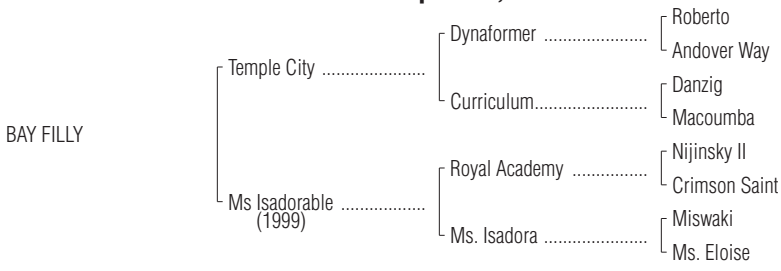 Roberto
Dynaformer ......................
Andover Way
Temple City ......................
Danzig
Curriculum........................
Macoumba
BAY FILLY
Nijinsky II
Royal Academy ................
Crimson Saint
Ms Isadorable ..................
(1999)
Miswaki
Ms. Isadora ......................
Ms. Eloise